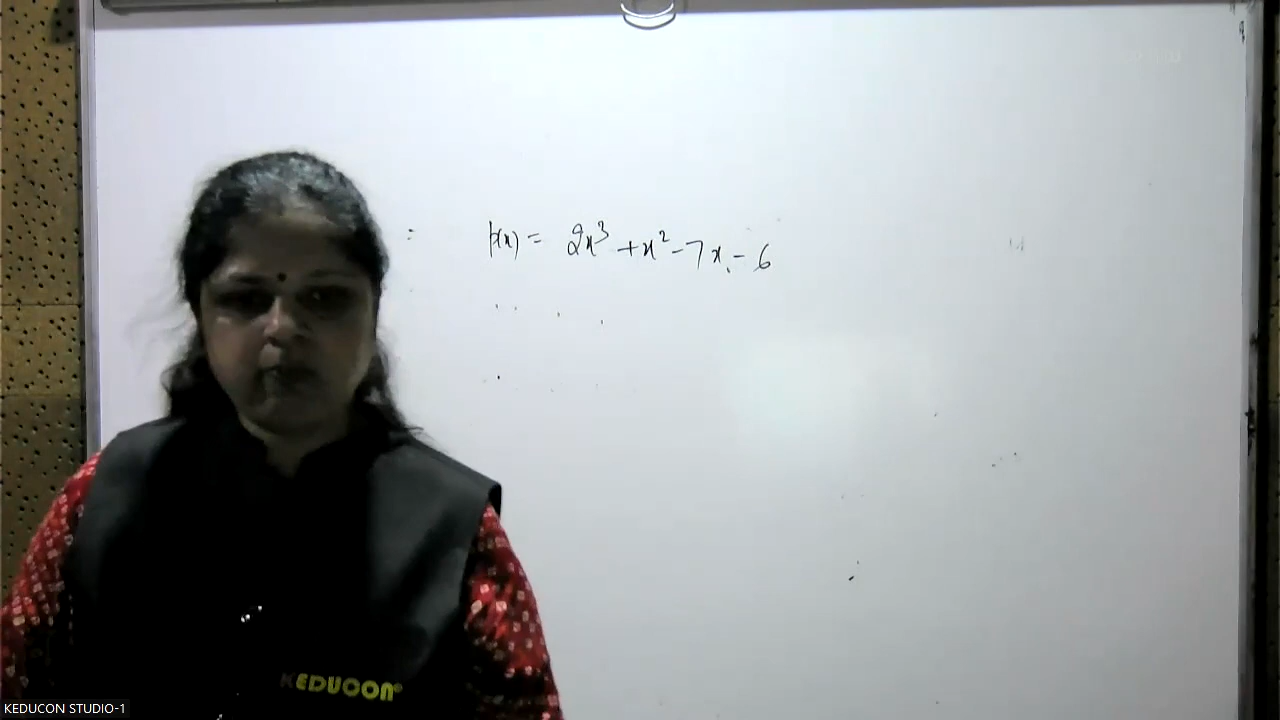 p(x) = 2x³ + x² - 7x - 6
KEDUCON
KEDUCON STUDIO-1